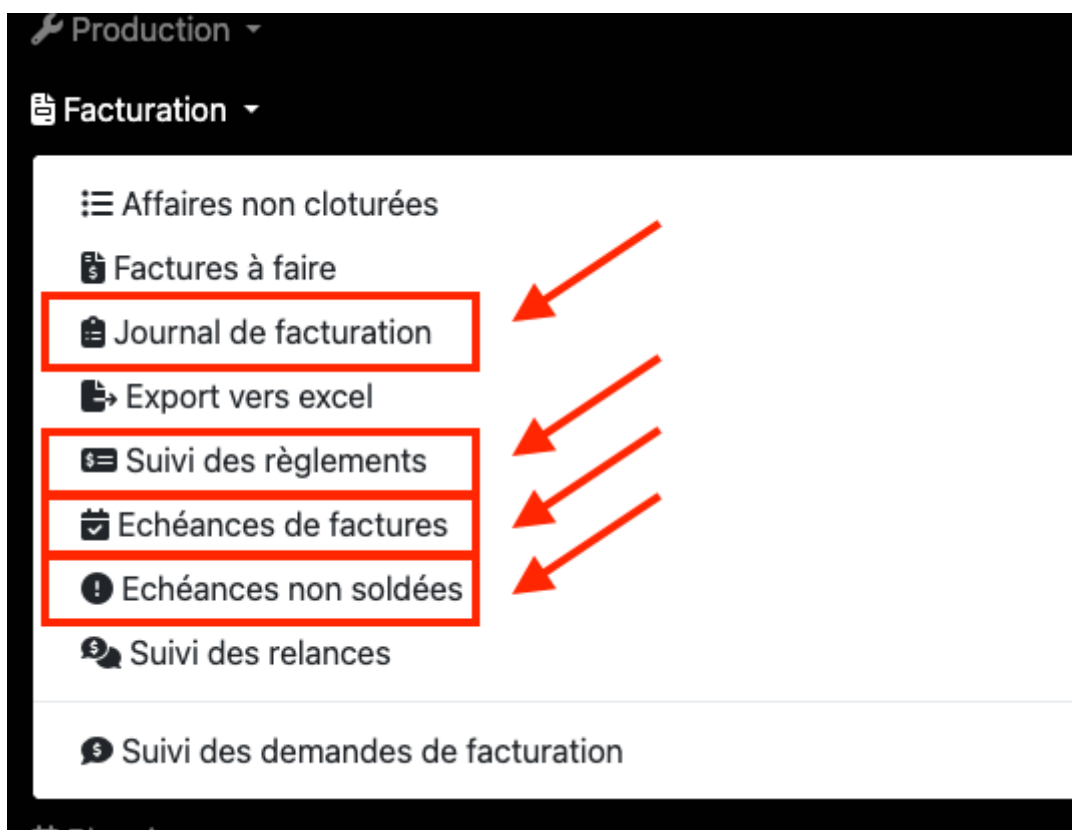 Production
Facturation
Affaires non cloturées
Factures à faire
Journal de facturation
Export vers excel
Suivi des règlements
Echéances de factures
Echéances non soldées
Suivi des relances
Suivi des demandes de facturation